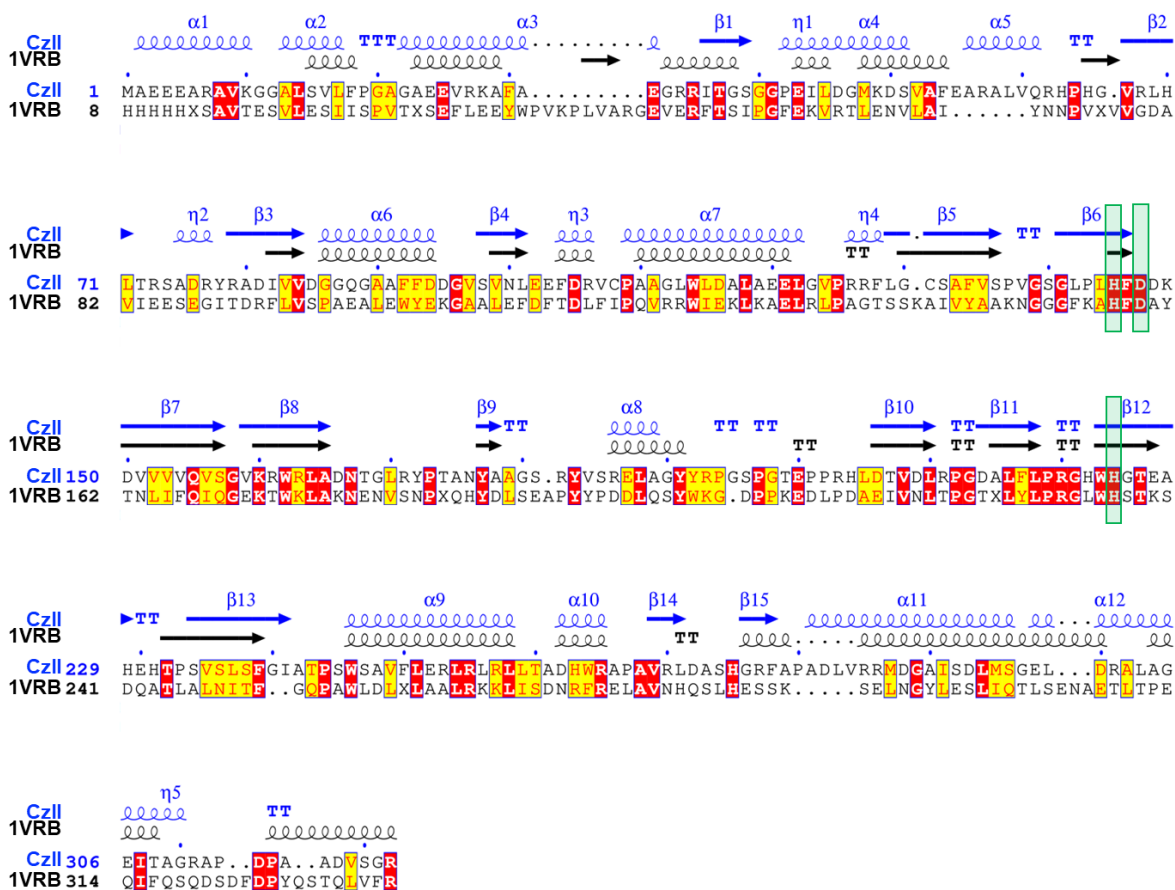 α1 α2 α3 β1 η1 α4 α5 β2
CzII TTT TT
1VRB
CzII 1 MAEEEARAVKGGALSVLFPGAGAEEVRKAFA..........EGRRITGSGGPEILDGMKDSVAFEARALVQRHPHG.VRLH
1VRB 8 HHHHHXSAVTESVLESIISPVTXSEFLEEYWPVKPLVARGEVERFTSIPGFEKVRTLENVLAI......YNNPVXVVGDA
η2 β3 α6 β4 η3 α7 η4 β5 β6
CzII . TT
1VRB TT
CzII 71 LTRSADRYRADIVVDGGQGAAFFDDGVSVNLEEFDRVCPAAGLWLDALAEELGVPRRFLG.CSAFVSPVGSGLPLHFDDK
1VRB 82 VIEESEGITDRFLVSPAEALEWYEKGAALEFDFTDLFIPQVRRWIEKLKAELRLPAGTSSKAIVYAAKNGGGFKAHFDAY
β7 β8 β9 α8 β10 β11 β12
CzII TT TT TT TT TT
1VRB TT TT TT
CzII 150 DVVVVQVSGVKRWRLADNTGLRYPTANYAAGS.RYVSRELAGYYRPGSPGTEPPRHLDTVDLRPGDALFLPRGHWHGTEA
1VRB 162 TNLIFQIQGEKTWKLAKNENVSNPXQHYDLSEAPYYPDDLQSYWKG.DPPKEDLPDAEIVNLTPGTXLYLPRGLWHSTKS
β13 α9 α10 β14 β15 α11 α12
CzII TT ...
1VRB TT .....
CzII 229 HEHTPSVSLSFGIATPSWSAVFLERLRLRLLTADHWRAPAVRLDASHGRFAPADLVRRMDGAISDLMSGEL...DRALAG
1VRB 241 DQATLALNITF..GQPAWLDLXLAALRKKLISDNRFRELAVNHQSLHESSK.....SELNGYLESLIQTLSENAETLTPE
η5
CzII TT
1VRB
CzII 306 EITAGRAP..DPA..ADVSGR
1VRB 314 QIFQSQDSDFDPYQSTQLVFR